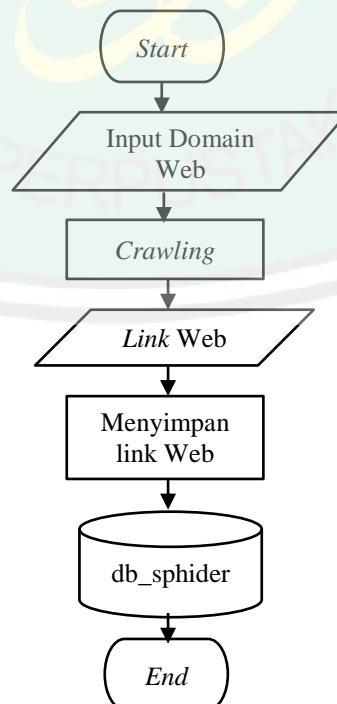 Start
Input Domain
Web
Crawling
Link Web
Menyimpan
link Web
db_sphider
End